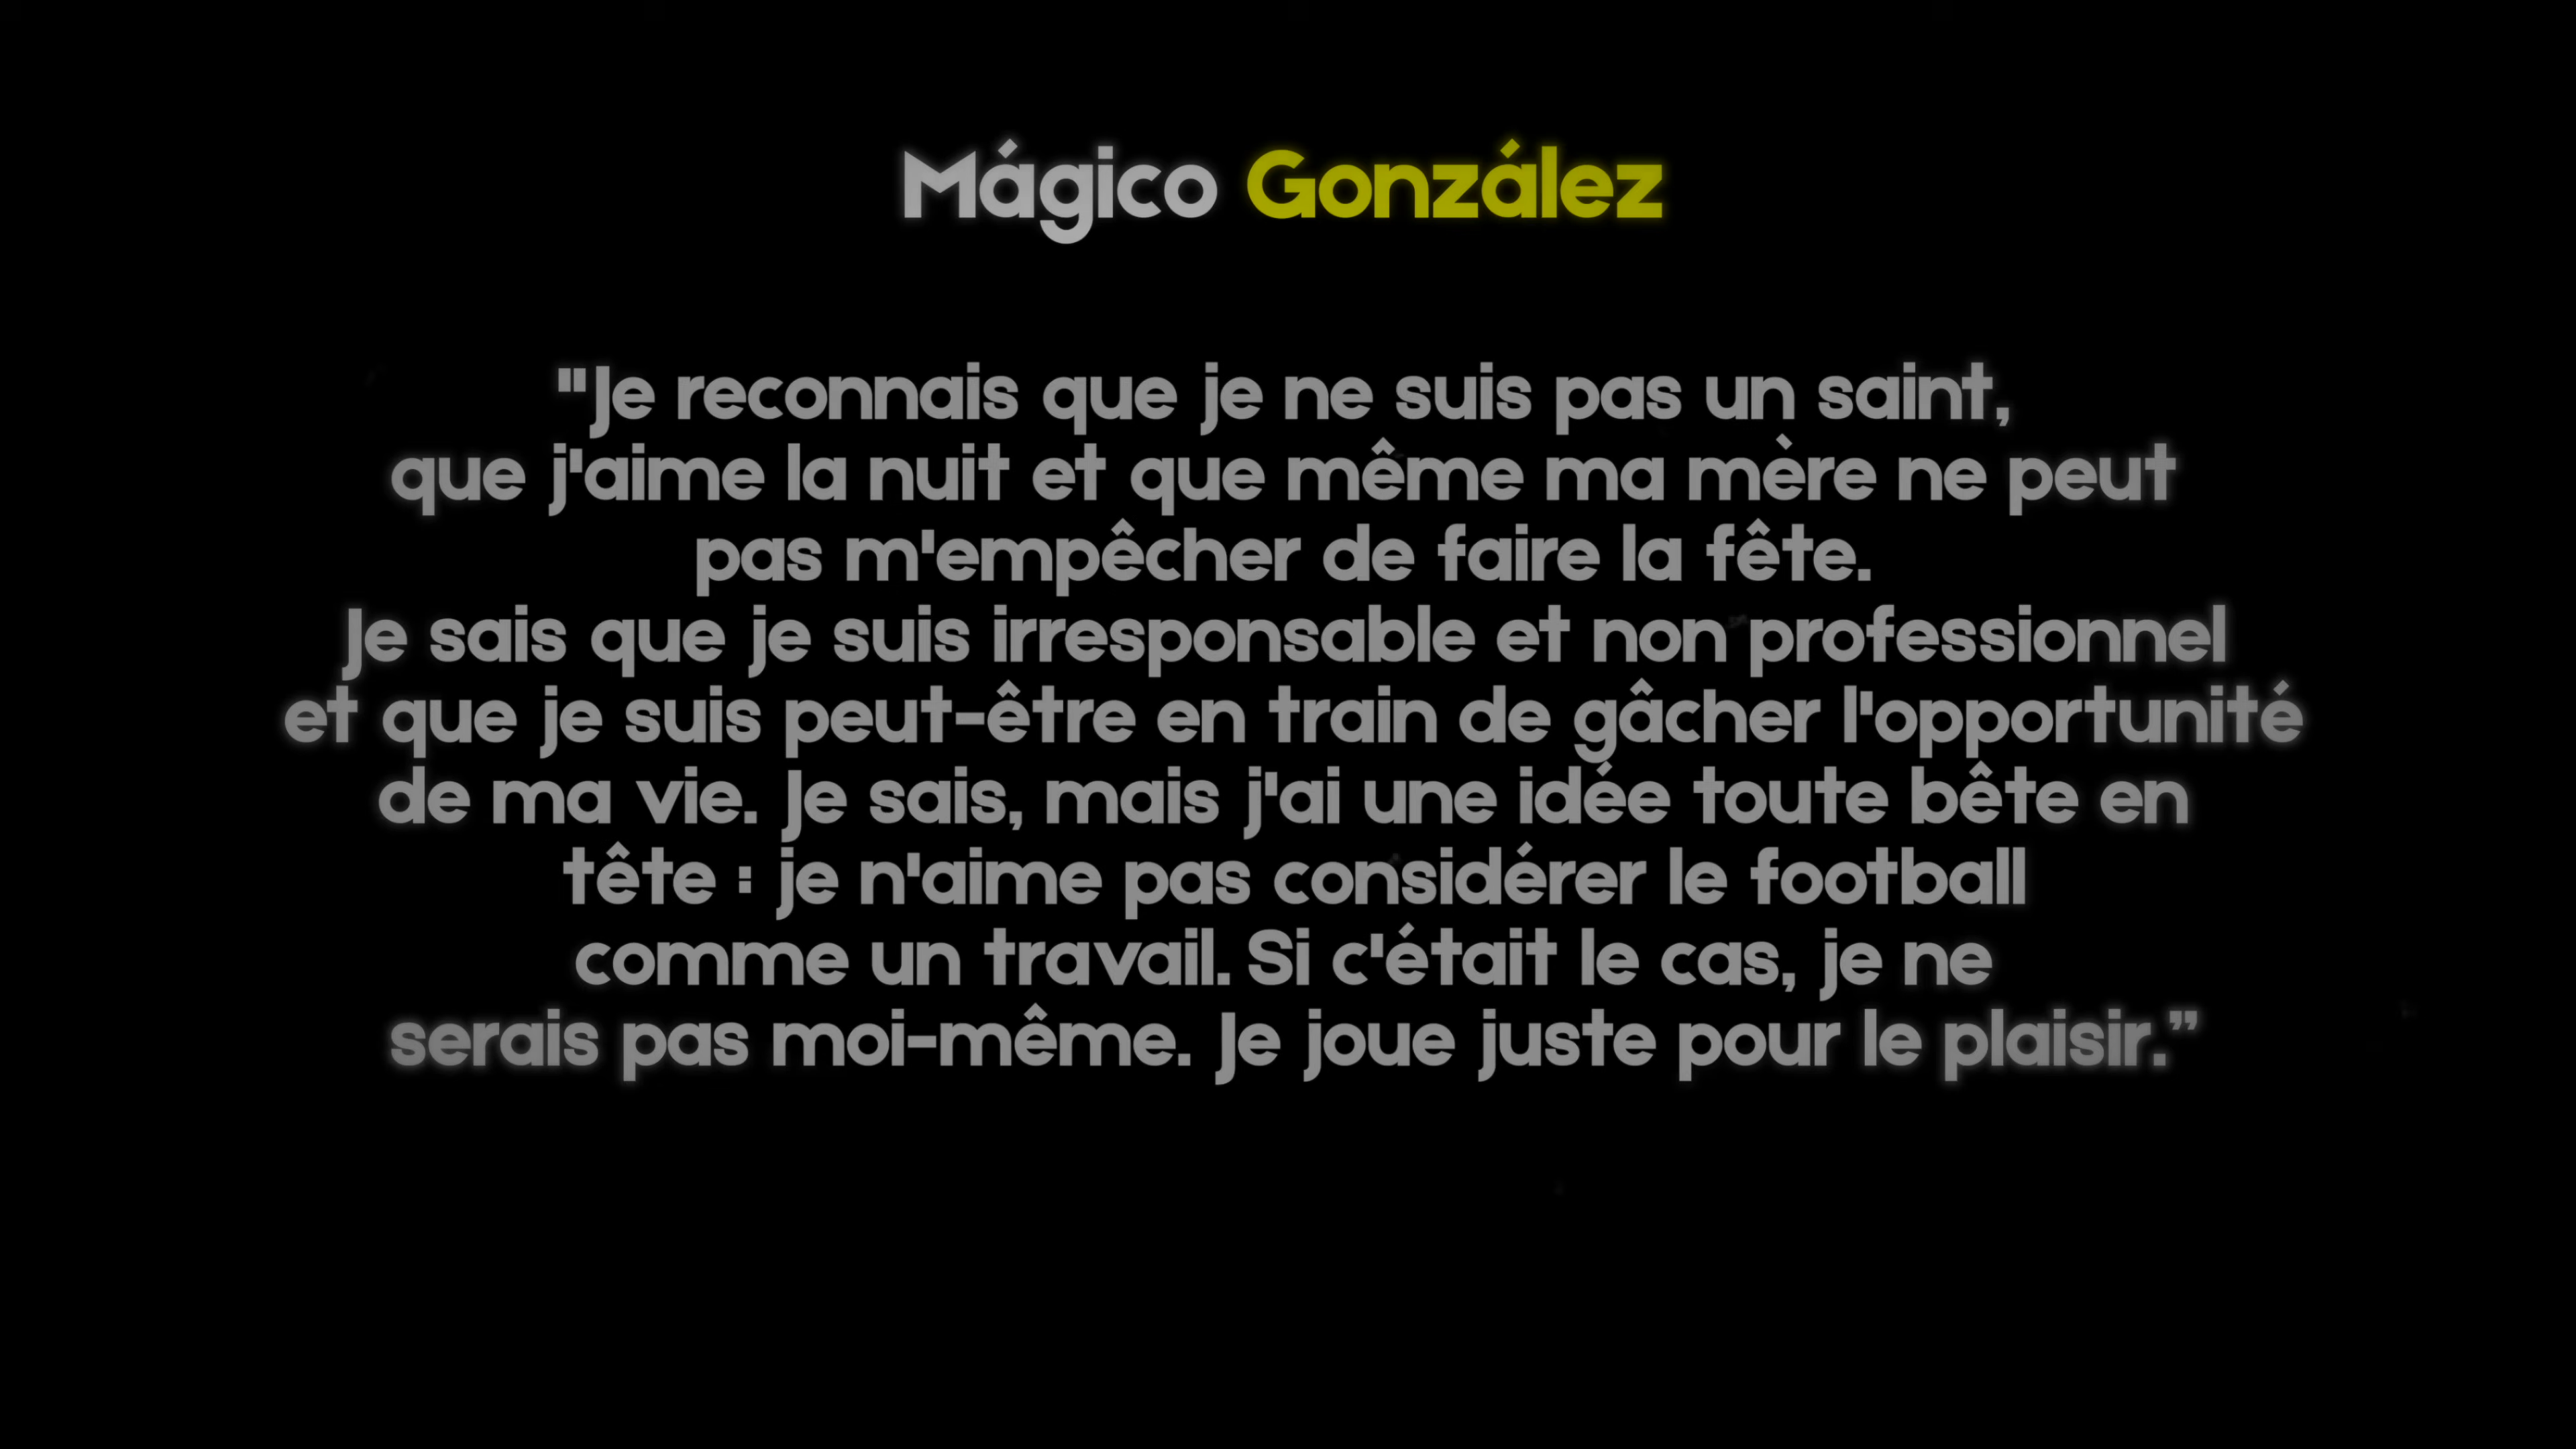 Mágico González
"Je reconnais que je ne suis pas un saint,
que j'aime la nuit et que même ma mère ne peut
pas m'empêcher de faire la fête.
Je sais que je suis irresponsable et non professionnel
et que je suis peut-être en train de gâcher l'opportunité
de ma vie. Je sais, mais j'ai une idée toute bête en
tête : je n'aime pas considérer le football
comme un travail. Si c'était le cas, je ne
serais pas moi-même. Je joue juste pour le plaisir.”